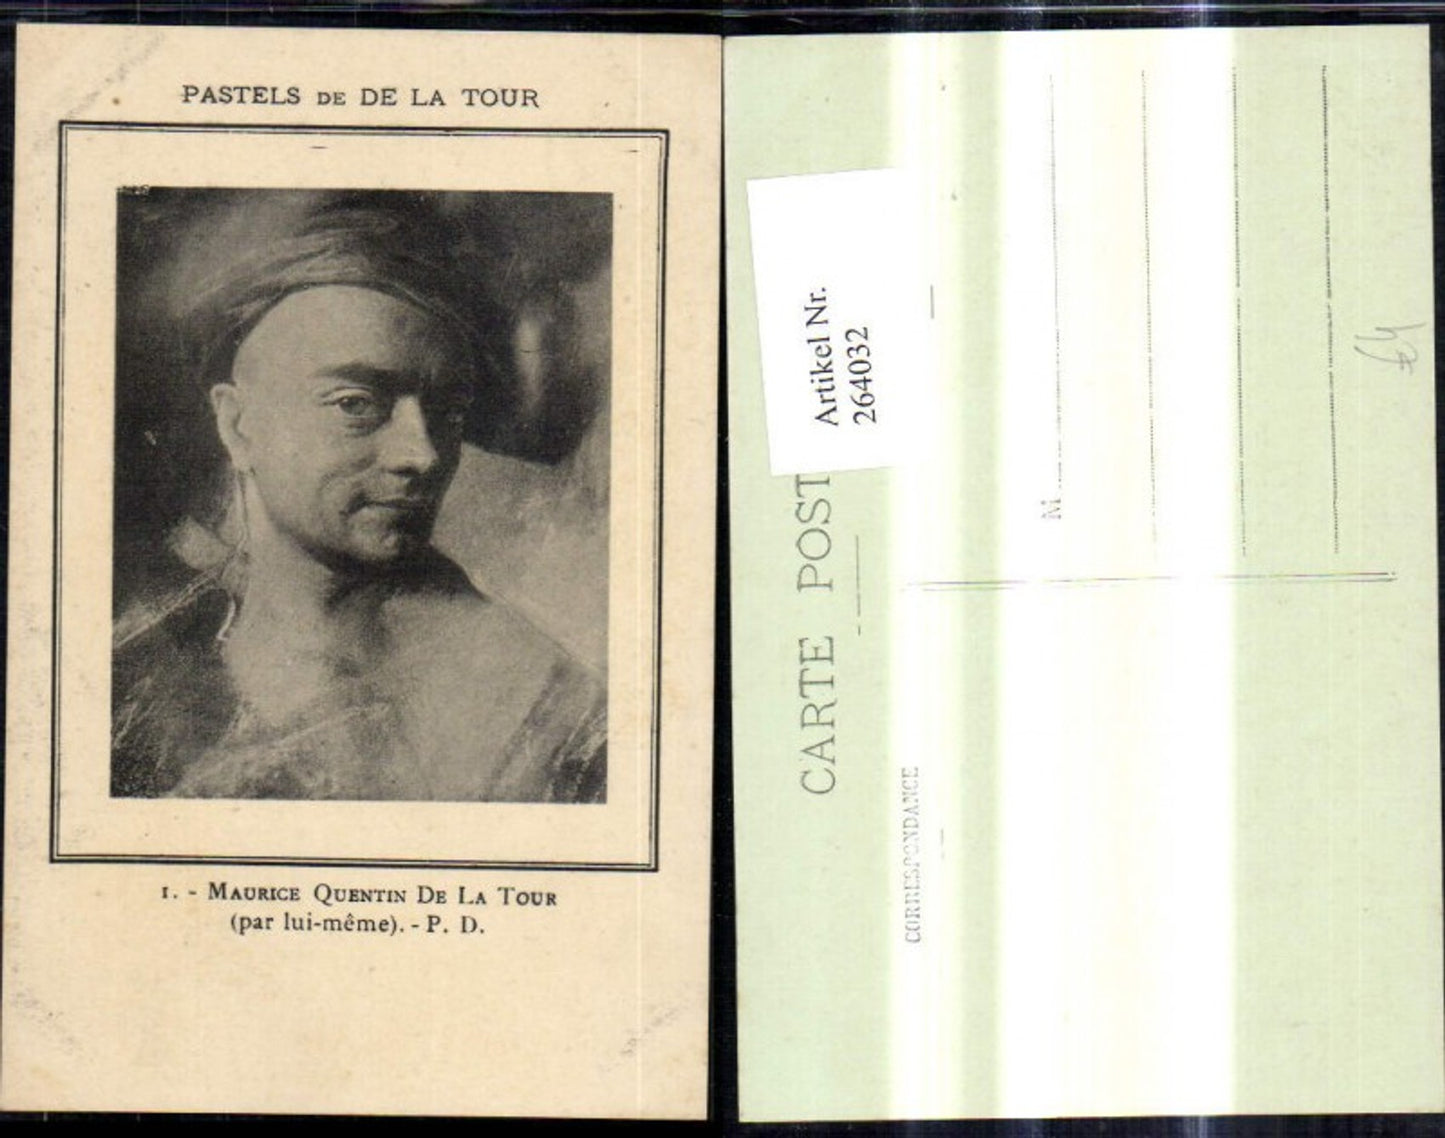 PASTELS DE DE LA TOUR
1. - MAURICE QUENTIN DE LA TOUR
(par lui-même). - P. D.
Artikel Nr.
264032
CARTE POST
CORRESPONDANCE
M